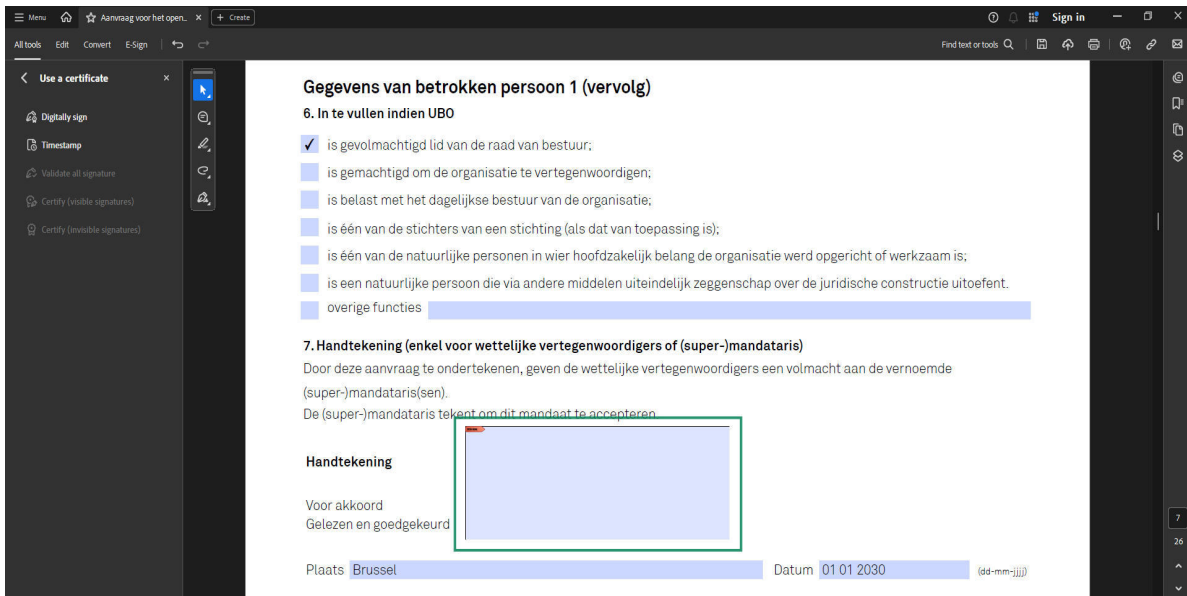 Menu
Aanvraag voor het open..
+ Create
Sign in
All tools Edit Convert E-Sign
Find text or tools
Use a certificate
Digitally sign
Timestamp
Validate all signature
Certify (visible signatures)
Certify (invisible signatures)
Gegevens van betrokken persoon 1 (vervolg)
6. In te vullen indien UBO
is gevolmachtigd lid van de raad van bestuur;
is gemachtigd om de organisatie te vertegenwoordigen;
is belast met het dagelijkse bestuur van de organisatie;
is één van de stichters van een stichting (als dat van toepassing is);
is één van de natuurlijke personen in wier hoofdzakelijk belang de organisatie werd opgericht of werkzaam is;
is een natuurlijke persoon die via andere middelen uiteindelijk zeggenschap over de juridische constructie uitoefent.
overige functies
7. Handtekening (enkel voor wettelijke vertegenwoordigers of (super-)mandataris)
Door deze aanvraag te ondertekenen, geven de wettelijke vertegenwoordigers een volmacht aan de vernoemde
(super-)mandataris(sen).
De (super-)mandataris tekent om dit mandaat te accepteren
Handtekening
Voor akkoord
Gelezen en goedgekeurd
Plaats Brussel Datum 01 01 2030 (dd-mm-jjjj)
7
26